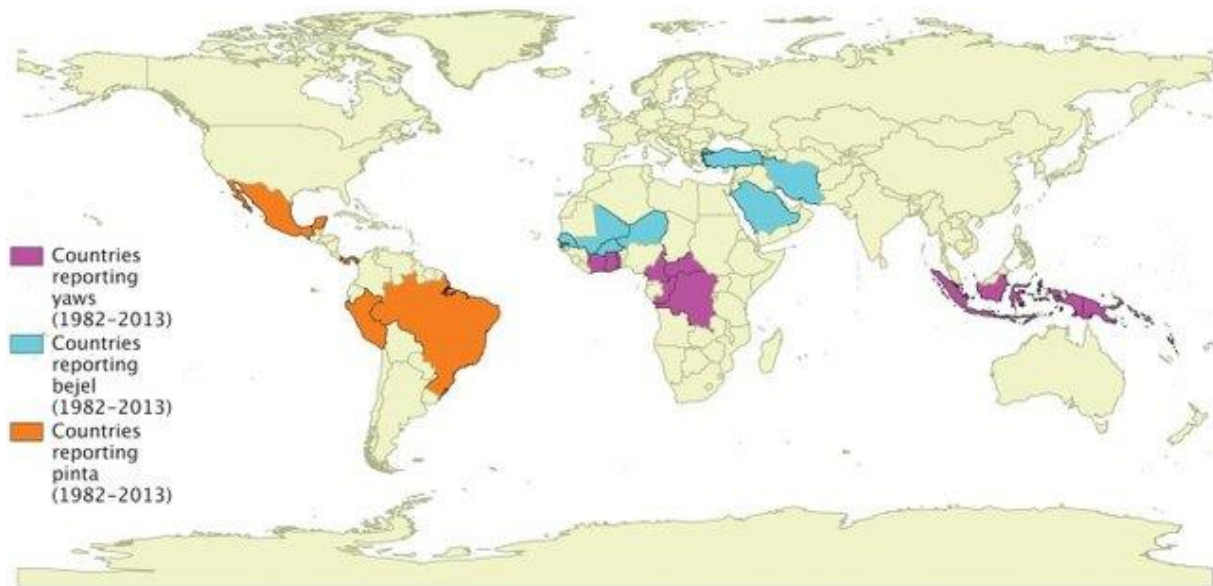 Countries
reporting
yaws
(1982-2013)
Countries
reporting
bejel
(1982-2013)
Countries
reporting
pinta
(1982-2013)